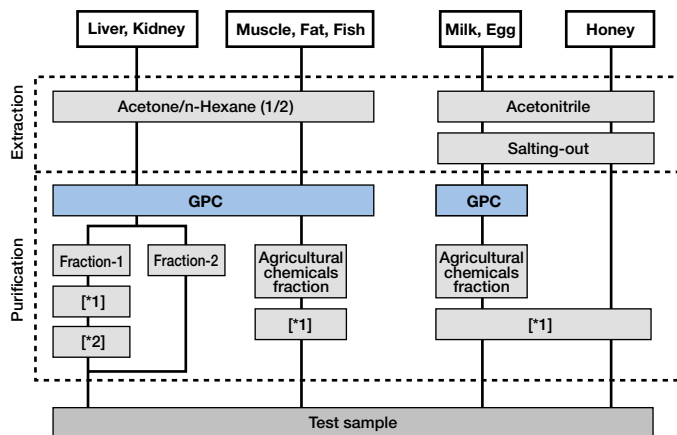 Liver, Kidney
Muscle, Fat, Fish
Milk, Egg
Honey
Extraction
Acetone/n-Hexane (1/2)
Acetonitrile
Salting-out
Purification
GPC
GPC
Fraction-1
Fraction-2
Agricultural
chemicals
fraction
Agricultural
chemicals
fraction
[*1]
[*1]
[*1]
[*2]
Test sample